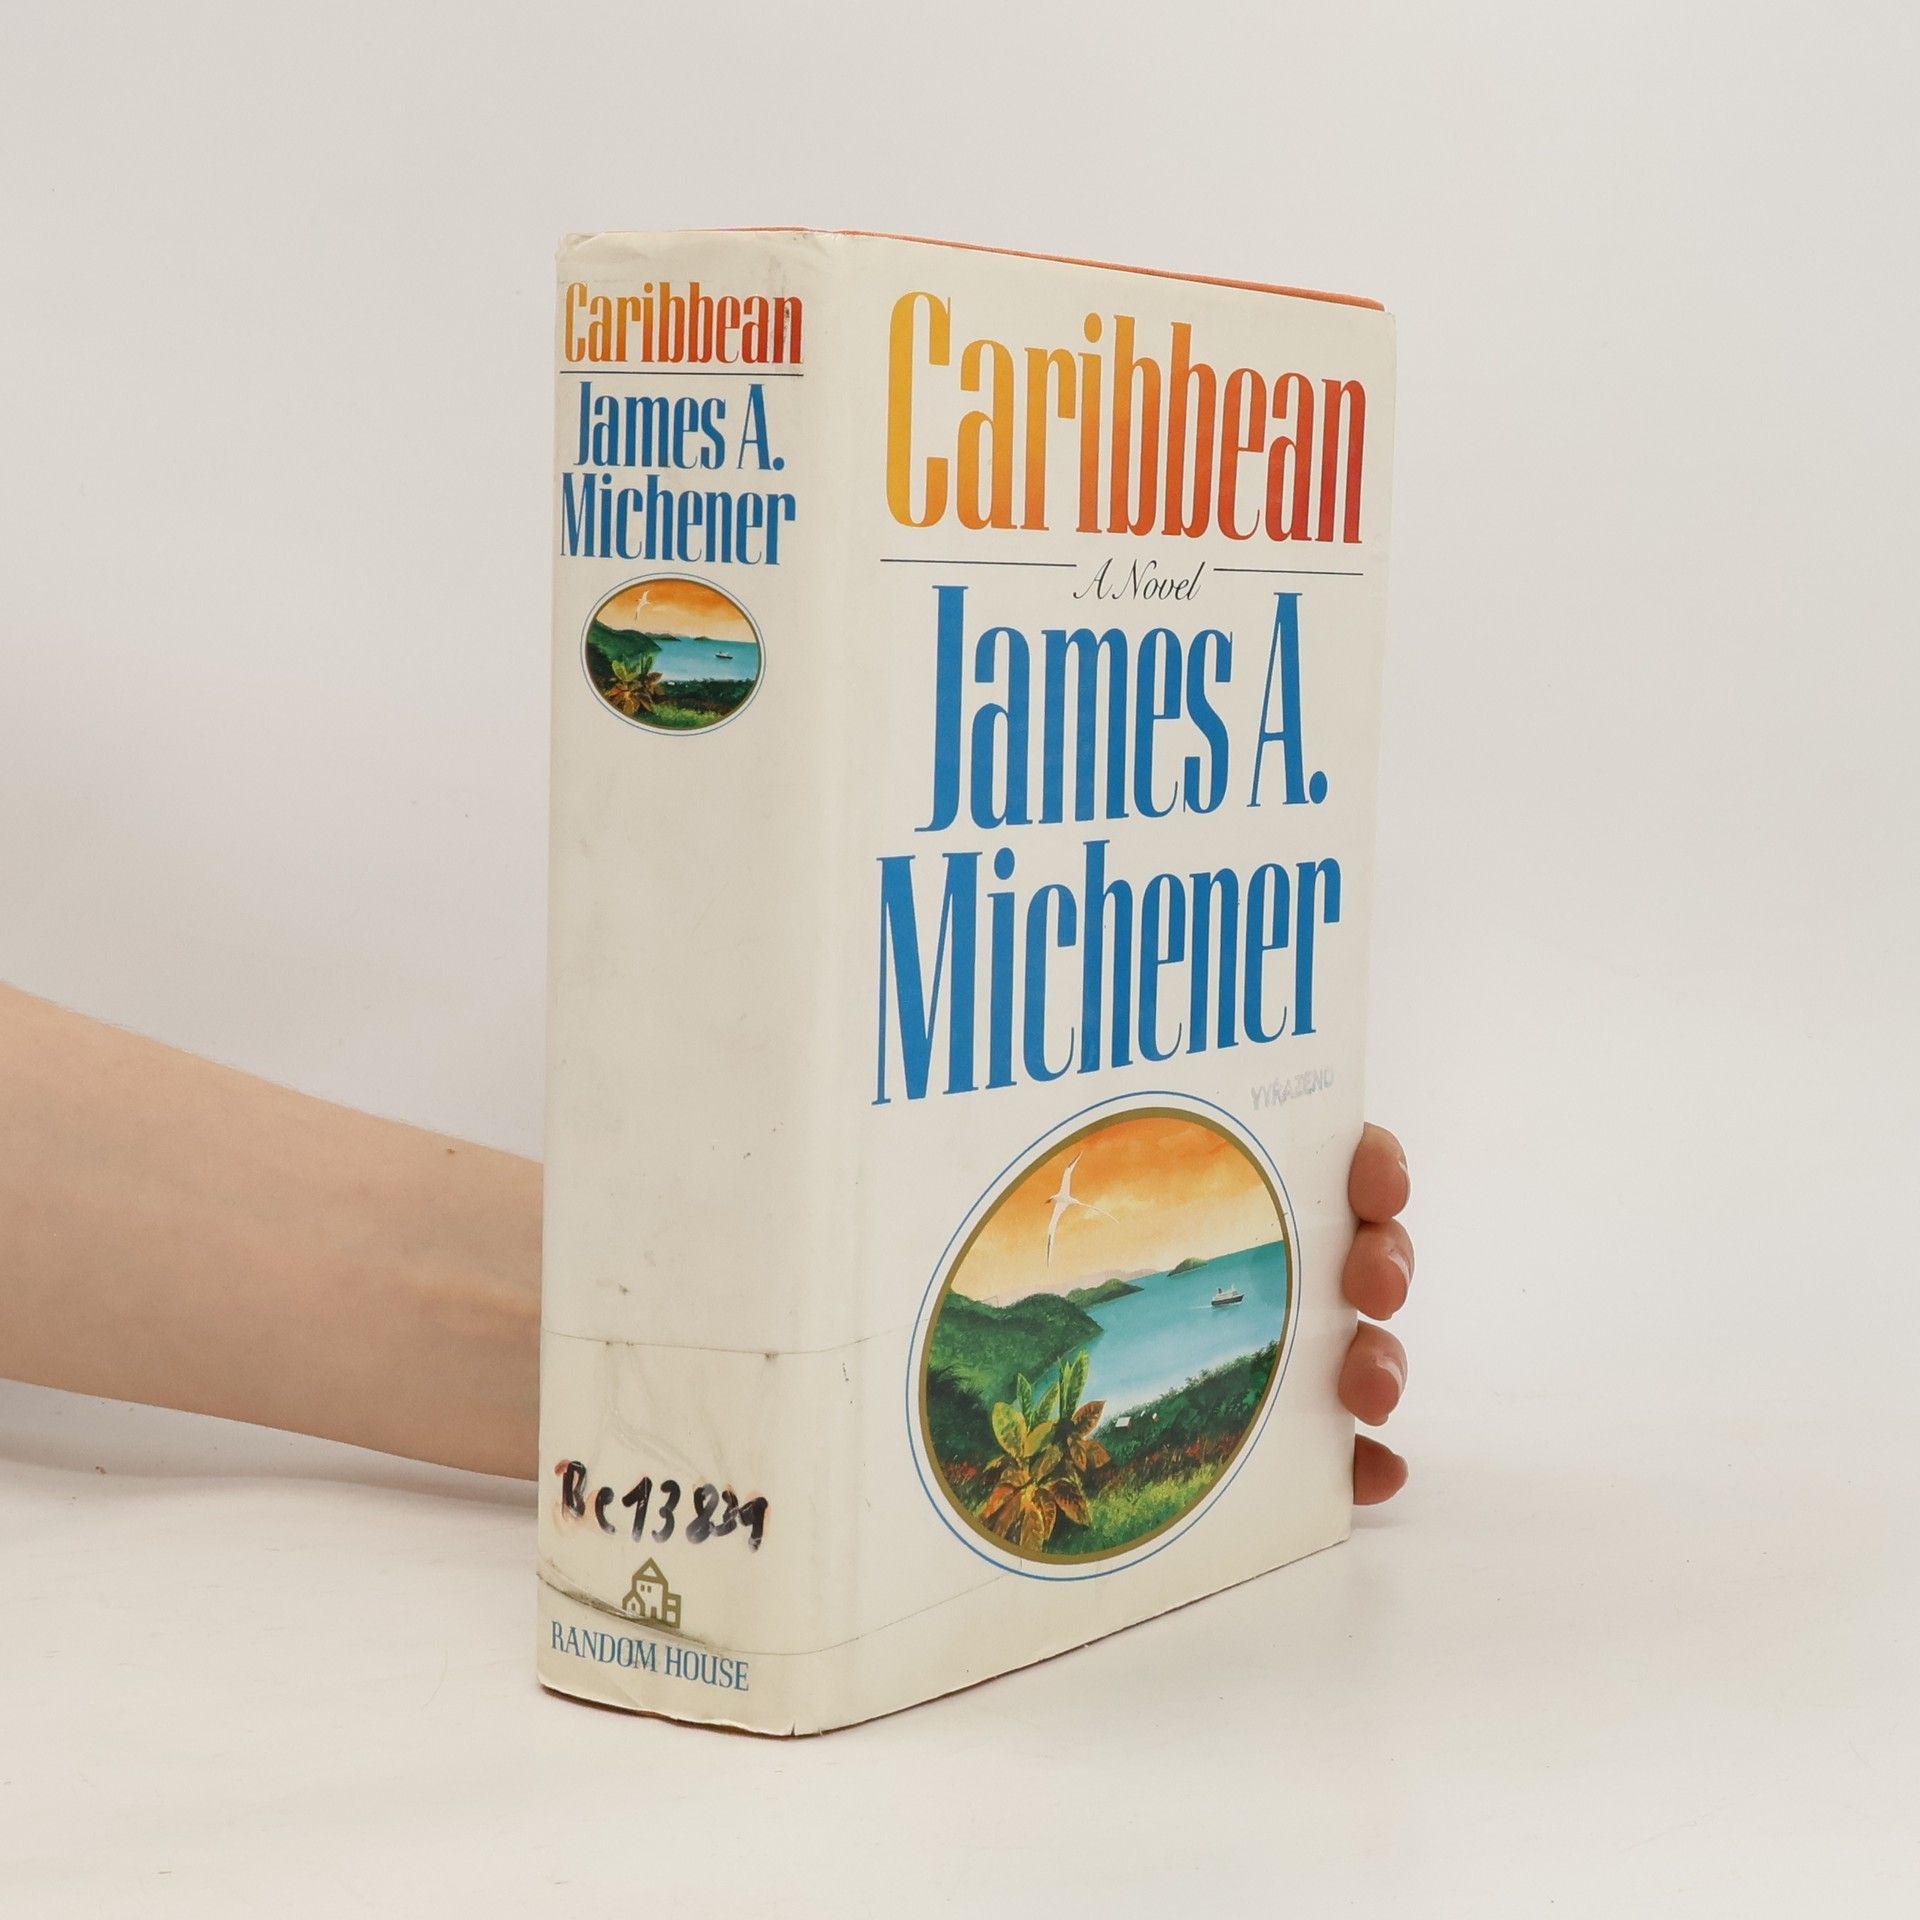 Caribbean
James A.
Michener
Bc 13839
RANDOM HOUSE
Caribbean
A Novel
James A.
Michener
VYŘAZENO